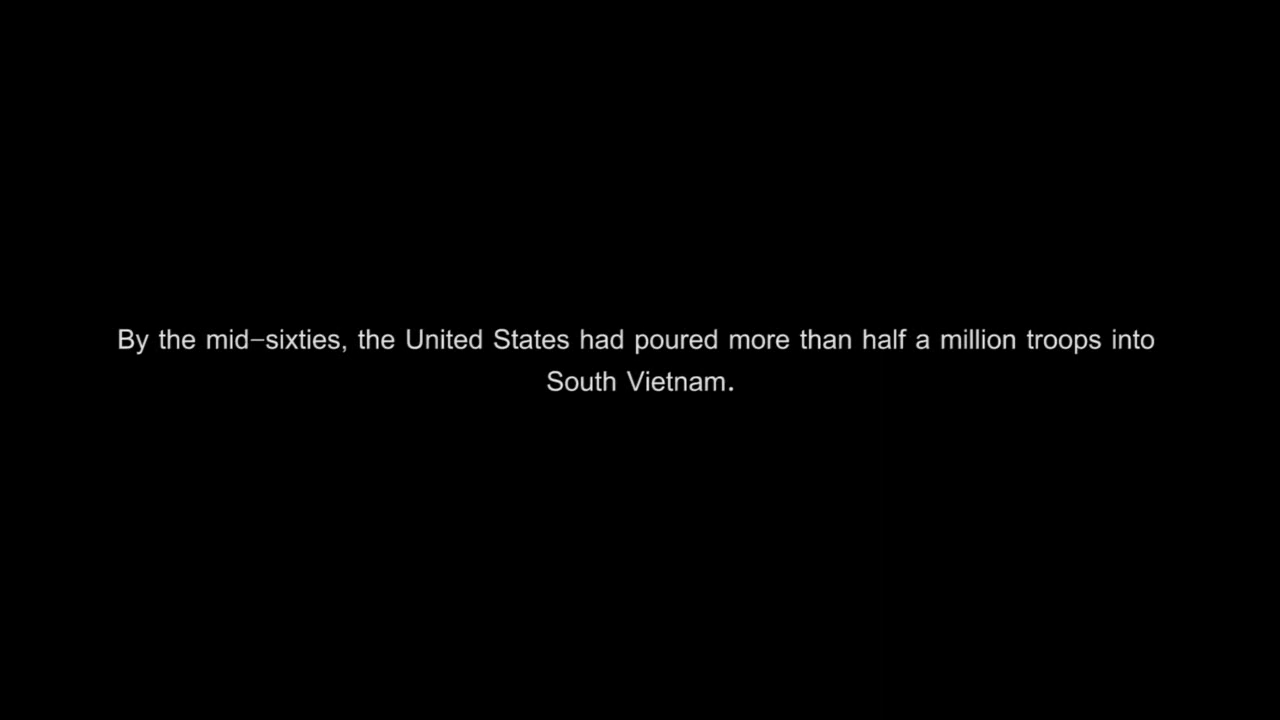 By the mid-sixties, the United States had poured more than half a million troops into
South Vietnam.